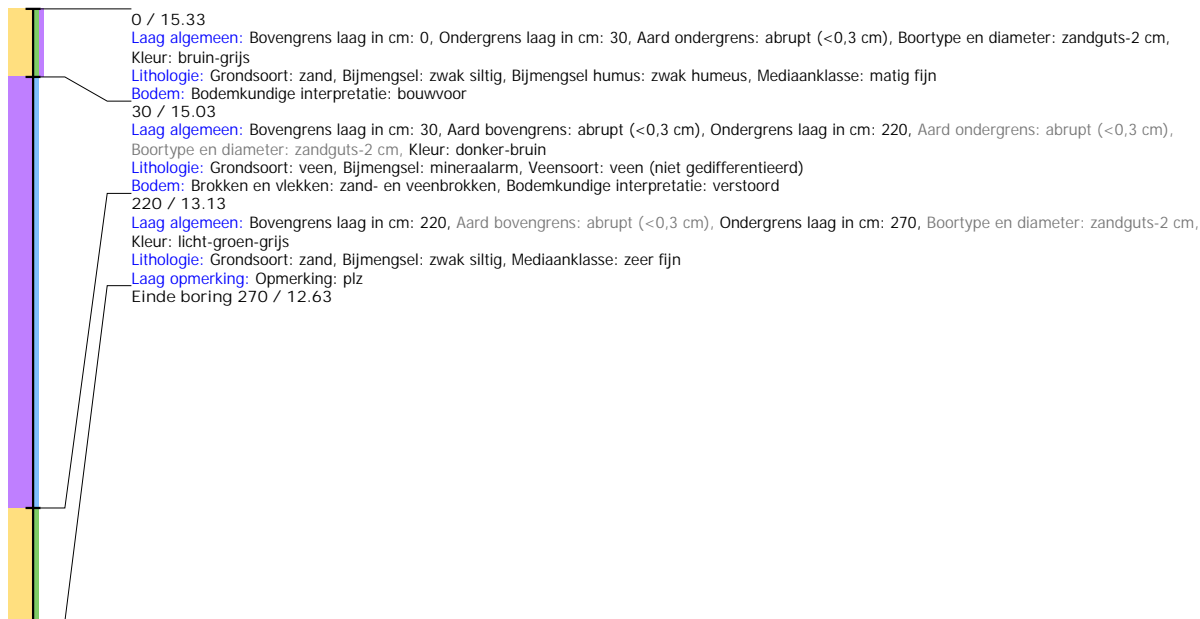 0 / 15.33
Laag algemeen: Bovengrens laag in cm: 0, Ondergrens laag in cm: 30, Aard ondergrens: abrupt (<0,3 cm), Boortype en diameter: zandguts-2 cm,
Kleur: bruin-grijs
Lithologie: Grondsoort: zand, Bijmengsel: zwak siltig, Bijmengsel humus: zwak humeus, Mediaanklasse: matig fijn
Bodem: Bodemkundige interpretatie: bouwvoor
30 / 15.03
Laag algemeen: Bovengrens laag in cm: 30, Aard bovengrens: abrupt (<0,3 cm), Ondergrens laag in cm: 220, Aard ondergrens: abrupt (<0,3 cm),
Boortype en diameter: zandguts-2 cm, Kleur: donker-bruin
Lithologie: Grondsoort: veen, Bijmengsel: mineraalarm, Veensoort: veen (niet gedifferentieerd)
Bodem: Brokken en vlekken: zand- en veenbrokken, Bodemkundige interpretatie: verstoord
220 / 13.13
Laag algemeen: Bovengrens laag in cm: 220, Aard bovengrens: abrupt (<0,3 cm), Ondergrens laag in cm: 270, Boortype en diameter: zandguts-2 cm,
Kleur: licht-groen-grijs
Lithologie: Grondsoort: zand, Bijmengsel: zwak siltig, Mediaanklasse: zeer fijn
Laag opmerking: Opmerking: plz
Einde boring 270 / 12.63